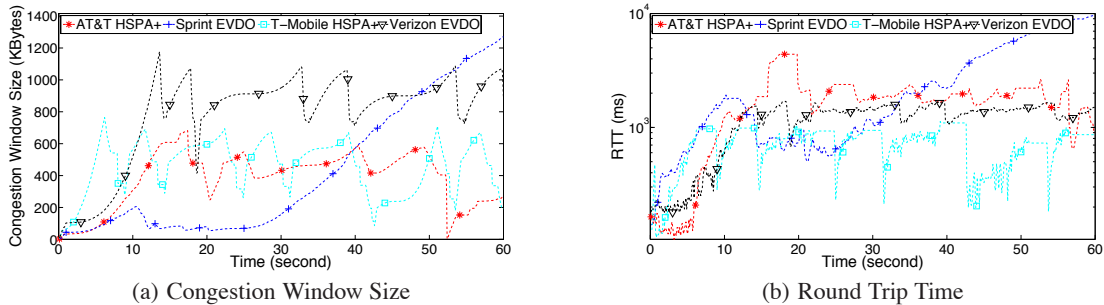 AT&T HSPA+ Sprint EVDO T−Mobile HSPA+ Verizon EVDO
Congestion Window Size (KBytes)
1400
1200
1000
800
600
400
200
0
0 10 20 30 40 50 60
Time (second)
(a) Congestion Window Size
AT&T HSPA+ Sprint EVDO T−Mobile HSPA+ Verizon EVDO
RTT (ms)
10^4
10^3
0 10 20 30 40 50 60
Time (second)
(b) Round Trip Time